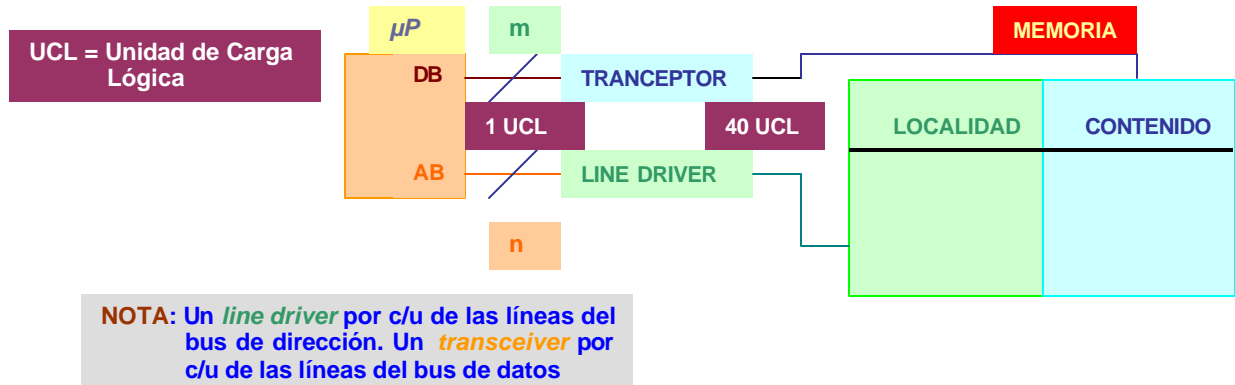 µP
m
MEMORIA
UCL = Unidad de Carga
Lógica
DB
TRANCEPTOR
1 UCL
40 UCL
LOCALIDAD
CONTENIDO
AB
LINE DRIVER
n
NOTA: Un line driver por c/u de las líneas del
bus de dirección. Un transceiver por
c/u de las líneas del bus de datos